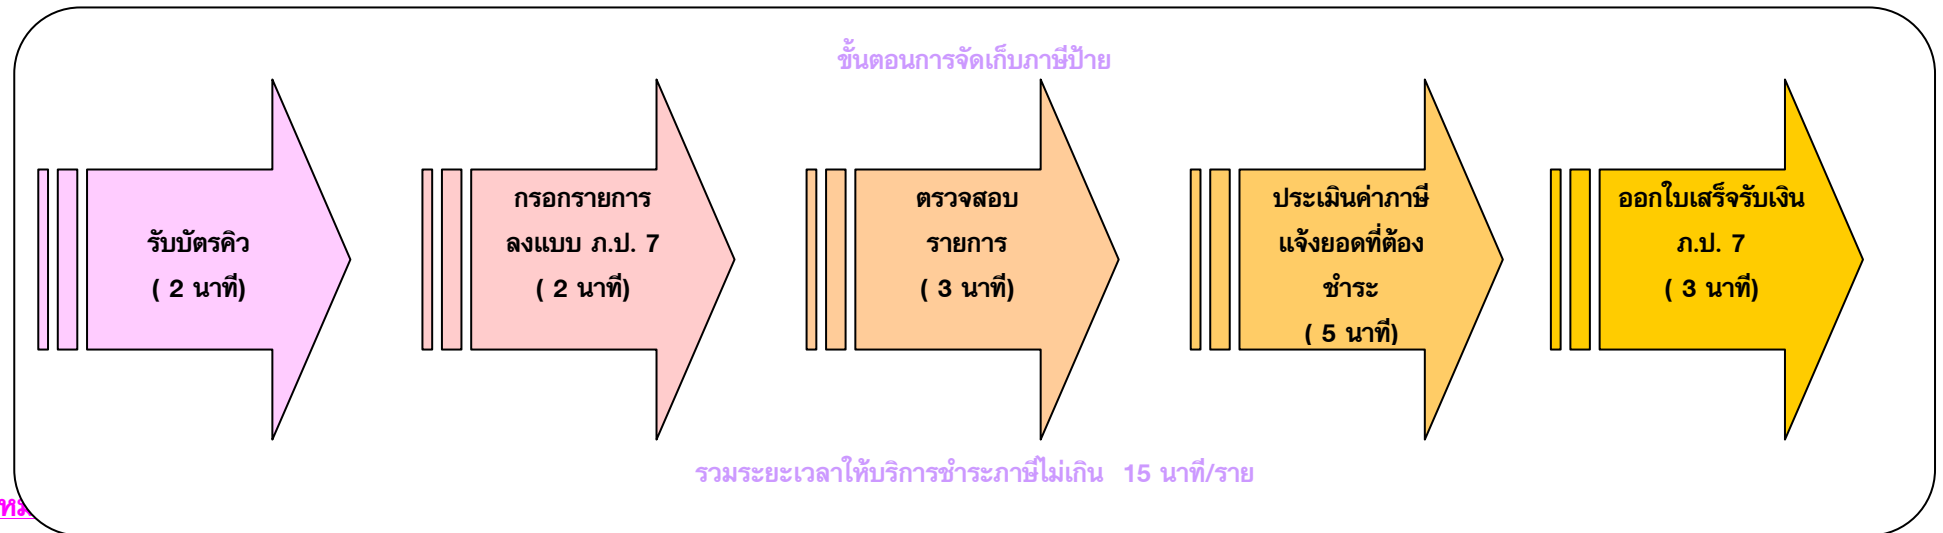 ขั้นตอนการจัดเก็บภาษีป้าย
รับบัตรคิว
( 2 นาที)
กรอกรายการ
ลงแบบ ภ.ป. 7
( 2 นาที)
ตรวจสอบ
รายการ
( 3 นาที)
ประเมินค่าภาษี
แจ้งยอดที่ต้อง
ชำระ
( 5 นาที)
ออกใบเสร็จรับเงิน
ภ.ป. 7
( 3 นาที)
รวมระยะเวลาให้บริการชำระภาษีไม่เกิน 15 นาที/ราย